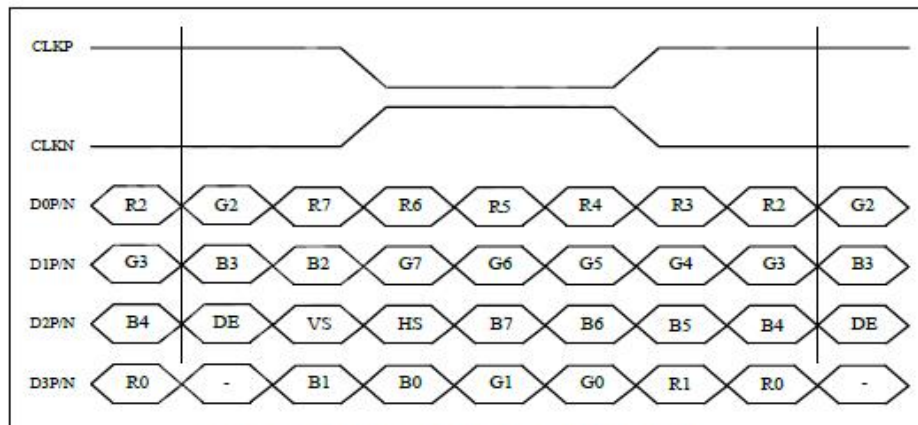 CLKP
CLKN
D0P/N R2 G2 R7 R6 R5 R4 R3 R2 G2
D1P/N G3 B3 B2 G7 G6 G5 G4 G3 B3
D2P/N B4 DE VS HS B7 B6 B5 B4 DE
D3P/N R0 - B1 B0 G1 G0 R1 R0 -